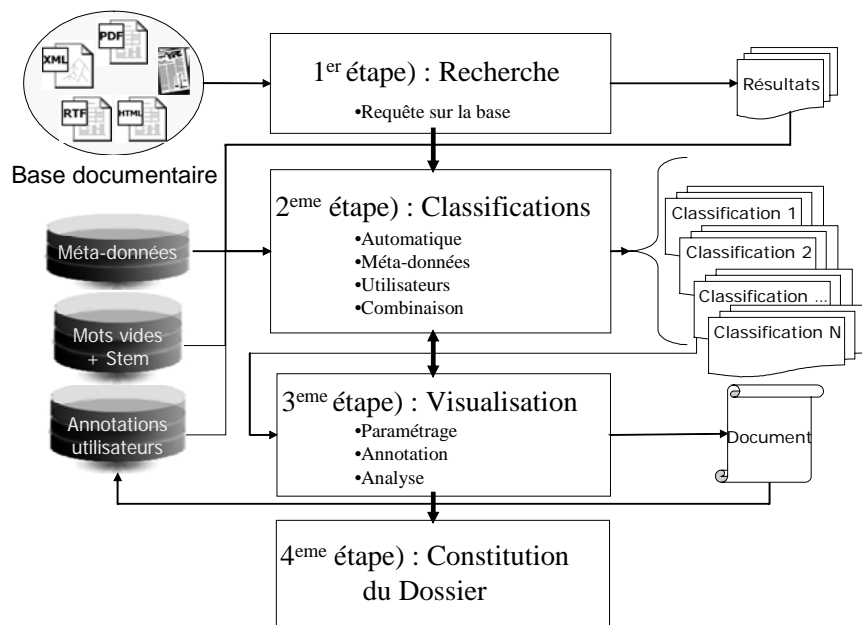 PDF
XML
RTF
HTML
Base documentaire
1er étape) : Recherche
•Requête sur la base
Résultats
Méta-données
Mots vides
+ Stem
Annotations
utilisateurs
2eme étape) : Classifications
•Automatique
•Méta-données
•Utilisateurs
•Combinaison
Classification 1
Classification 2
Classification ...
Classification N
3eme étape) : Visualisation
•Paramétrage
•Annotation
•Analyse
Document
4eme étape) : Constitution
du Dossier